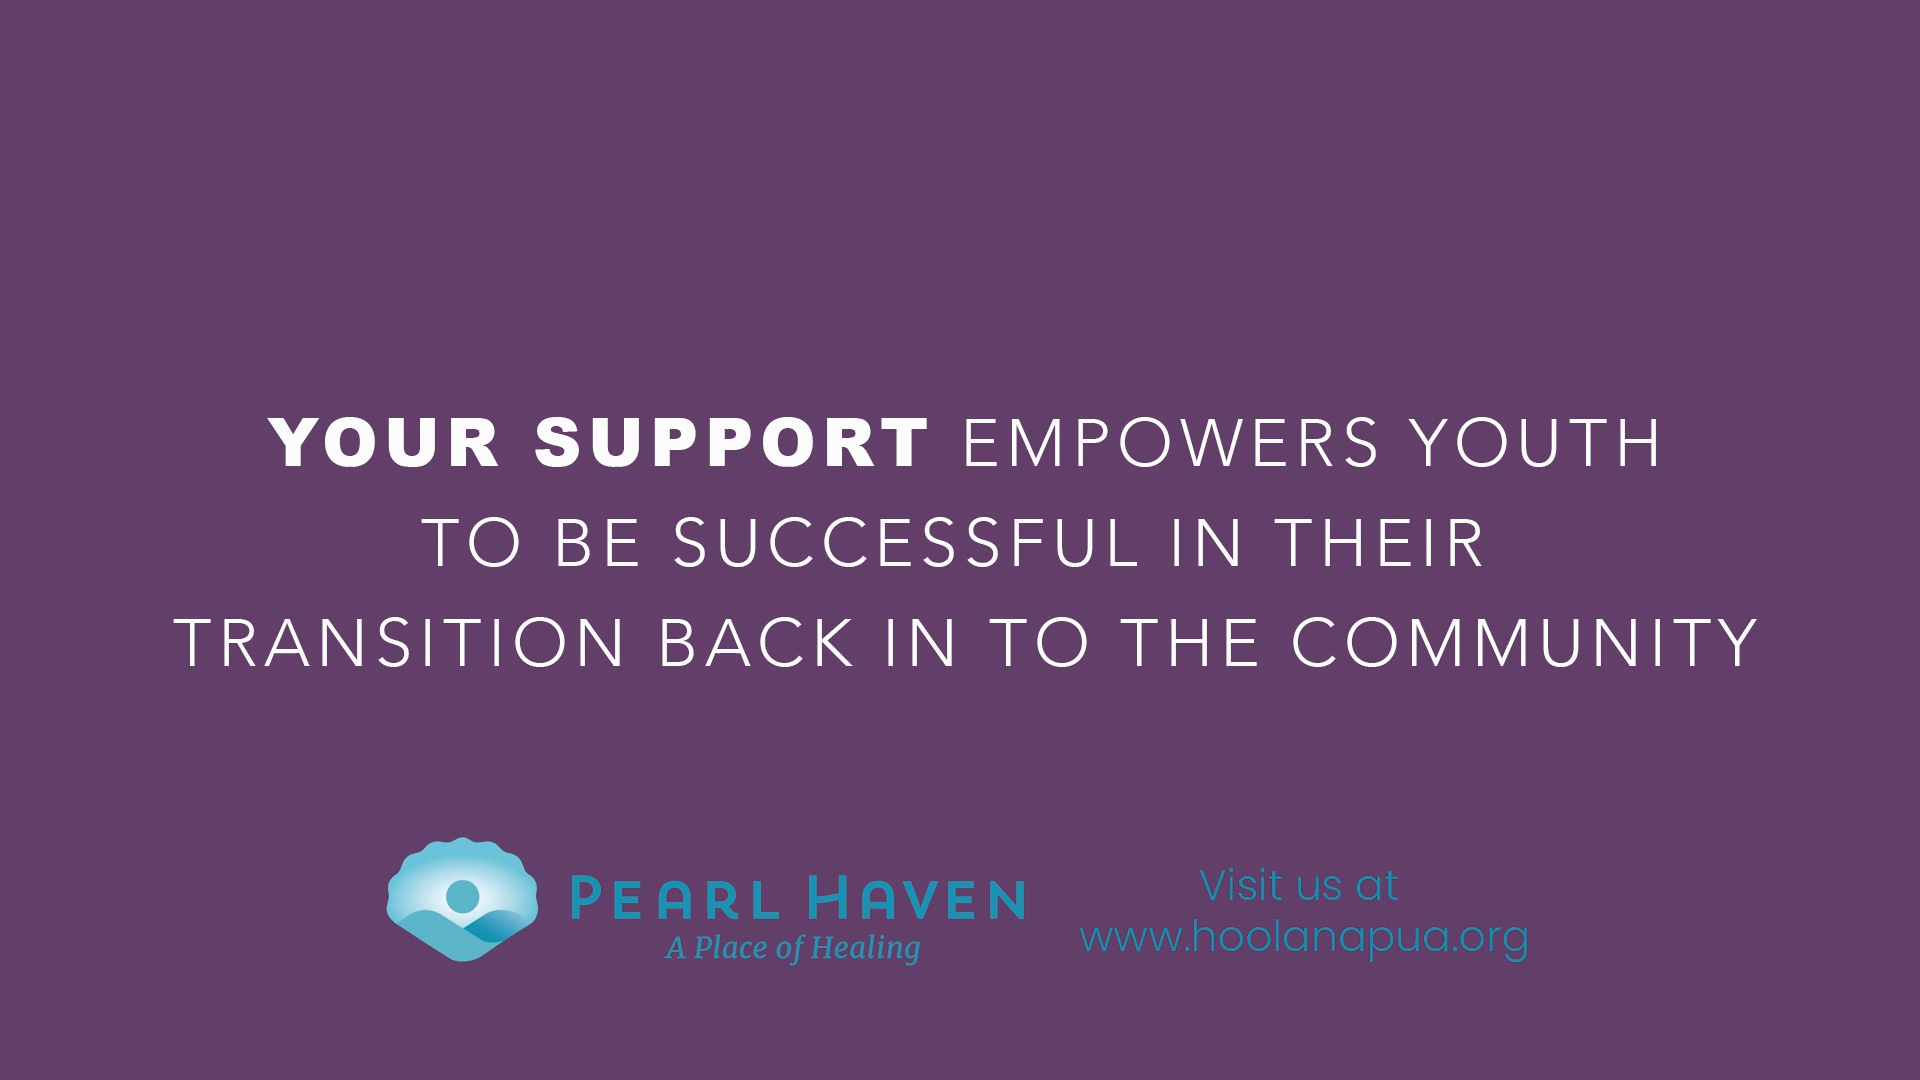 YOUR SUPPORT EMPOWERS YOUTH
TO BE SUCCESSFUL IN THEIR
TRANSITION BACK IN TO THE COMMUNITY
PEARL HAVEN
A Place of Healing
Visit us at
www.hoolanapua.org